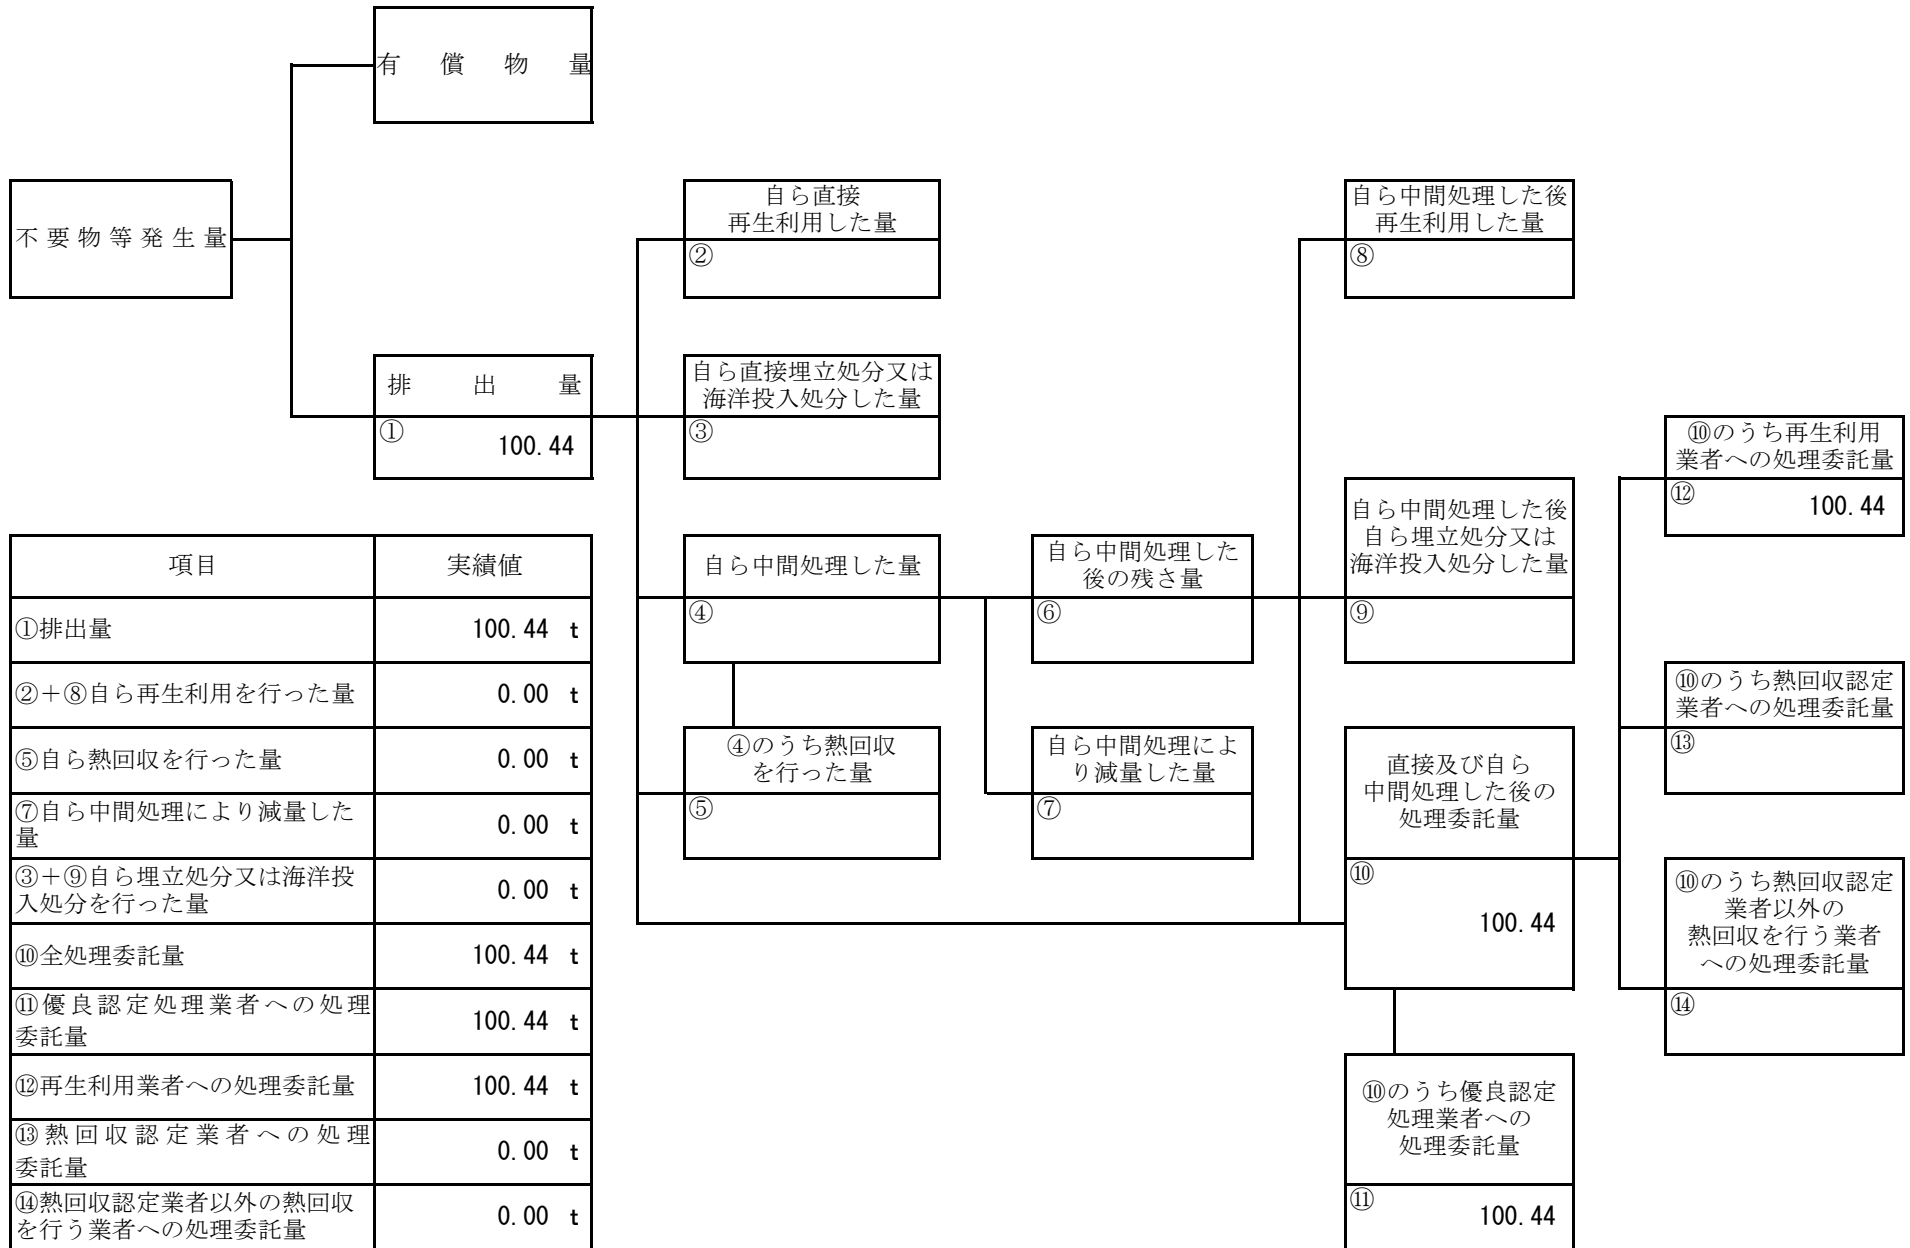 有償物量
不要物等発生量
自ら直接
再生利用した量
②
自ら中間処理した後
再生利用した量
⑧
排出量
①
100.44
自ら直接埋立処分又は
海洋投入処分した量
③
⑩のうち再生利用
業者への処理委託量
⑫
100.44
自ら中間処理した量
④
自ら中間処理した
後の残さ量
⑥
自ら中間処理した後
自ら埋立処分又は
海洋投入処分した量
⑨
⑩のうち熱回収認定
業者への処理委託量
⑬
④のうち熱回収
を行った量
⑤
自ら中間処理によ
り減量した量
⑦
直接及び自ら
中間処理した後の
処理委託量
⑩
100.44
⑩のうち熱回収認定
業者以外の
熱回収を行う業者
への処理委託量
⑭
⑩のうち優良認定
処理業者への
処理委託量
⑪
100.44
項目 実績値
①排出量 100.44 t
②＋⑧自ら再生利用を行った量 0.00 t
⑤自ら熱回収を行った量 0.00 t
⑦自ら中間処理により減量した
量 0.00 t
③＋⑨自ら埋立処分又は海洋投
入処分を行った量 0.00 t
⑩全処理委託量 100.44 t
⑪優良認定処理業者への処理
委託量 100.44 t
⑫再生利用業者への処理委託量 100.44 t
⑬熱回収認定業者への処理
委託量 0.00 t
⑭熱回収認定業者以外の熱回収
を行う業者への処理委託量 0.00 t